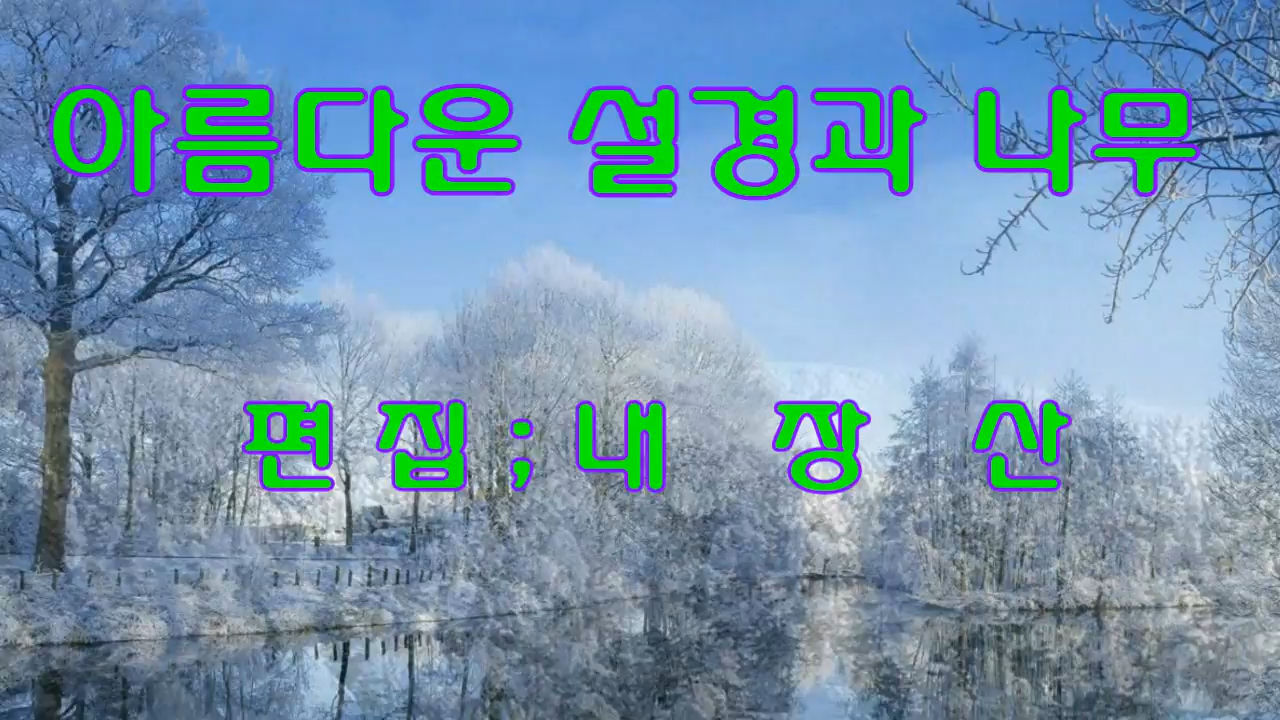 아름다운 설경과 나무
편 집 ; 내 장 산